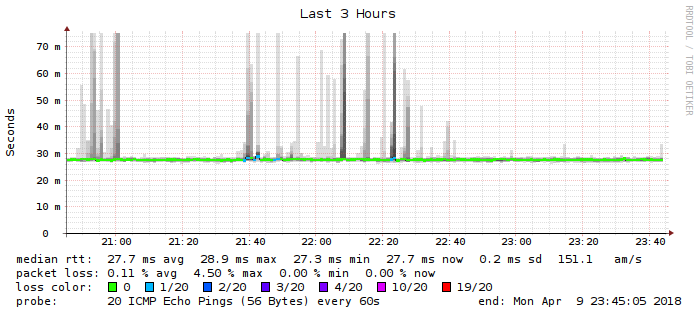 Last 3 Hours
RRDTOOL / TOBI OETIKER
Seconds
70 m
60 m
50 m
40 m
30 m
20 m
10 m
0
21:00 21:20 21:40 22:00 22:20 22:40 23:00 23:20 23:40
median rtt: 27.7 ms avg 28.9 ms max 27.3 ms min 27.7 ms now 0.2 ms sd 151.1 am/s
packet loss: 0.11 % avg 4.50 % max 0.00 % min 0.00 % now
loss color: 0 1/20 2/20 3/20 4/20 10/20 19/20
probe: 20 ICMP Echo Pings (56 Bytes) every 60s end: Mon Apr 9 23:45:05 2018